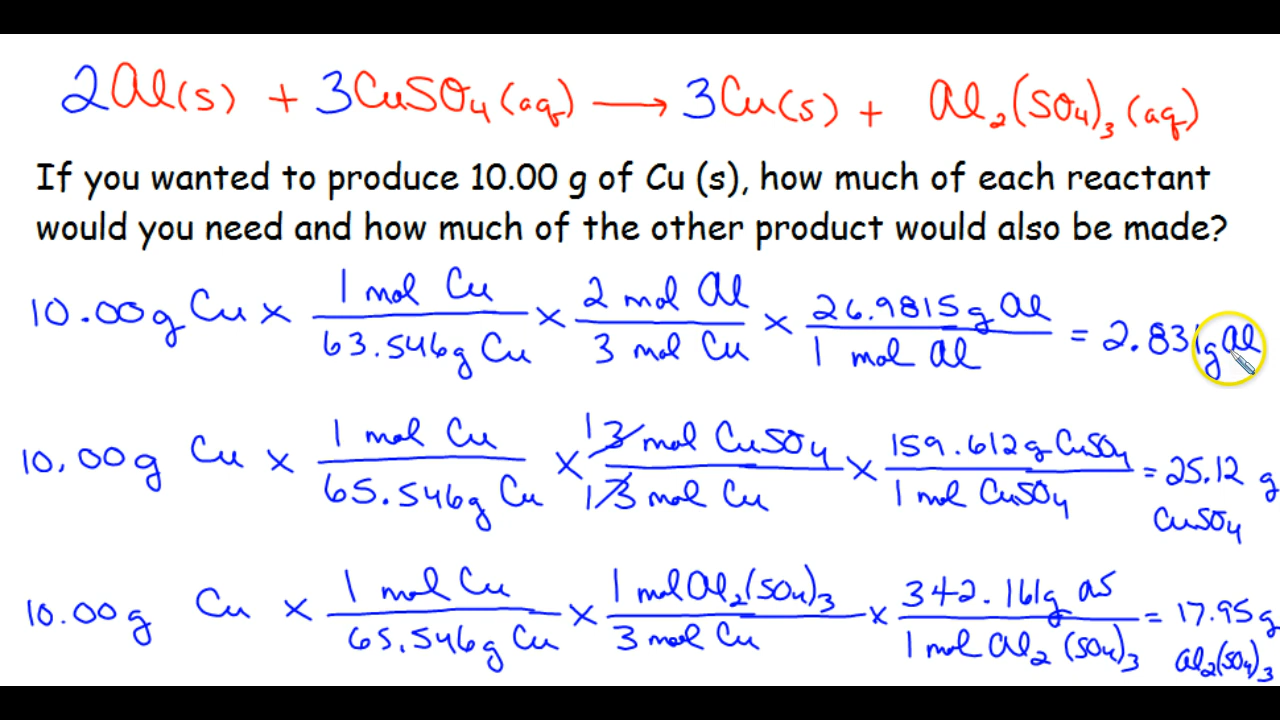 2Al(s) + 3CuSO₄(aq) ⟶ 3Cu(s) + Al₂(SO₄)₃(aq)
If you wanted to produce 10.00 g of Cu (s), how much of each reactant
would you need and how much of the other product would also be made?
10.00g Cu × 1 mol Cu / 63.546g Cu × 2 mol Al / 3 mol Cu × 26.9815g Al / 1 mol Al = 2.831g Al
10.00g Cu × 1 mol Cu / 65.546g Cu × 1 3 mol CuSO₄ / 1 3 mol Cu × 159.612g CuSO₄ / 1 mol CuSO₄ = 25.12 g CuSO₄
10.00g Cu × 1 mol Cu / 65.546g Cu × 1 mol Al₂(SO₄)₃ / 3 mol Cu × 342.161g as / 1 mol Al₂(SO₄)₃ = 17.95g Al₂(SO₄)₃